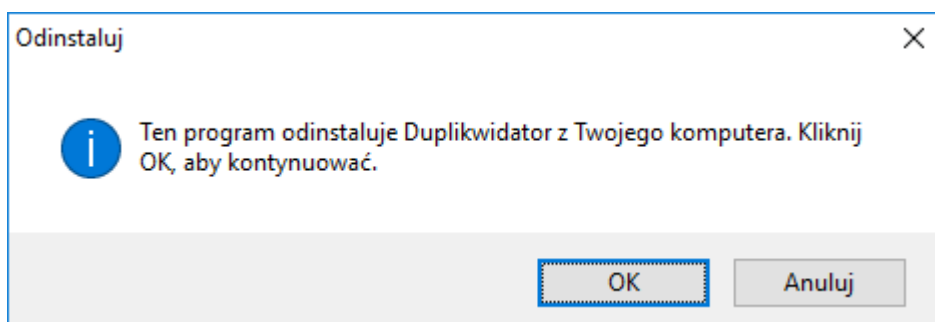 Odinstaluj
Ten program odinstaluje Duplikwidator z Twojego komputera. Kliknij
OK, aby kontynuować.
OK
Anuluj